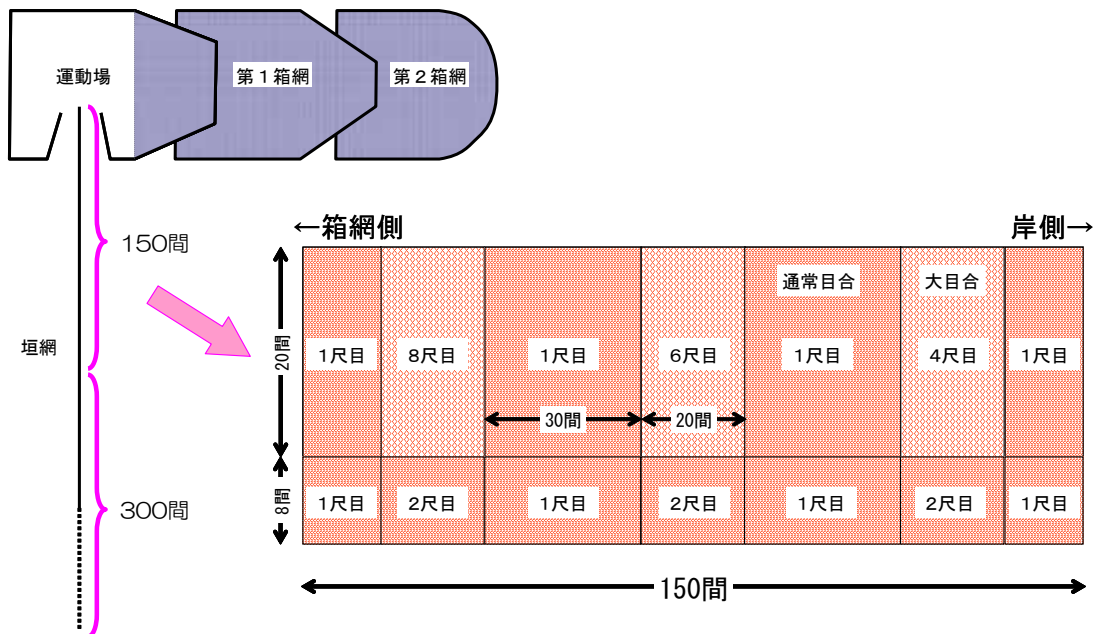 運動場
第1箱網
第2箱網
150間
垣網
300間
←箱網側
岸側→
通常目合
大目合
20間
1尺目
8尺目
1尺目
6尺目
1尺目
4尺目
1尺目
30間
20間
8間
1尺目
2尺目
1尺目
2尺目
1尺目
2尺目
1尺目
150間